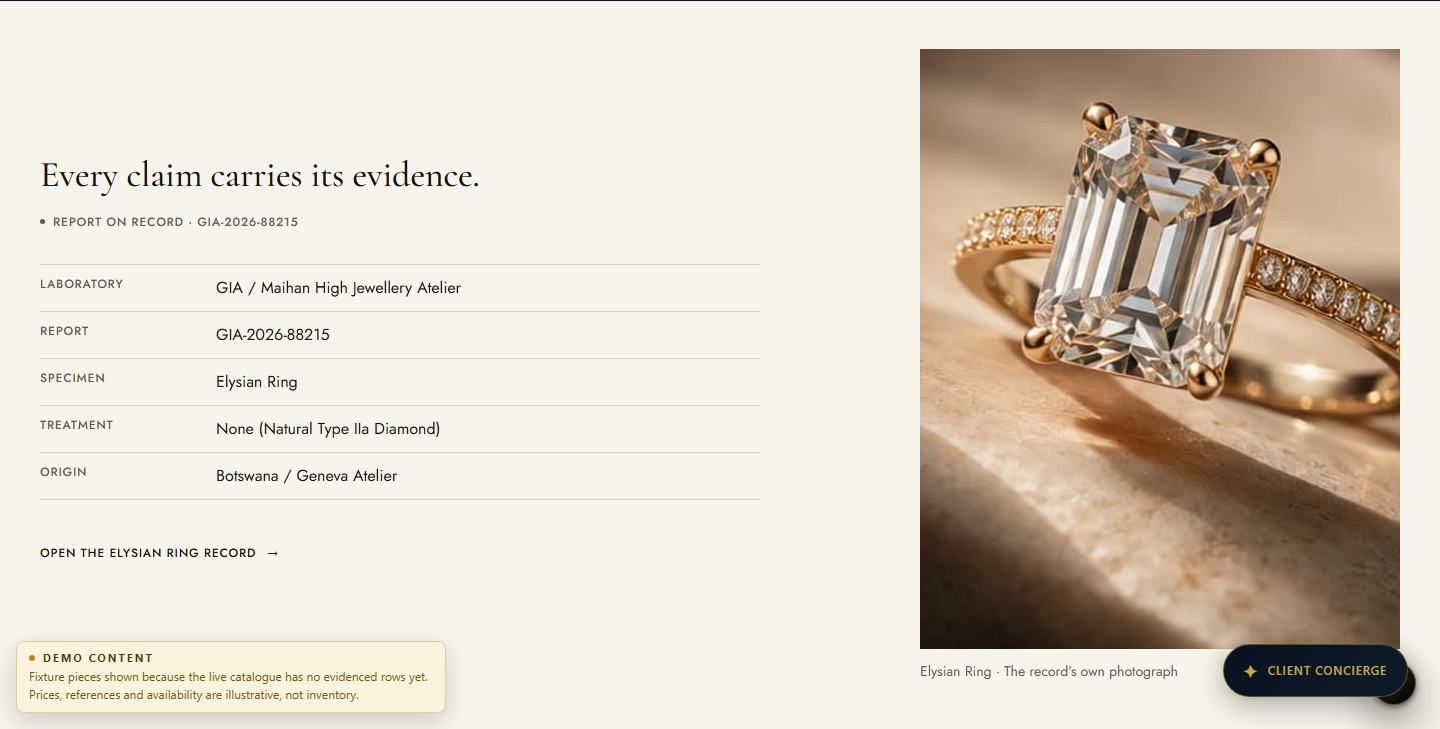 Every claim carries its evidence.
• REPORT ON RECORD · GIA-2026-88215
LABORATORY GIA / Maihan High Jewellery Atelier
REPORT GIA-2026-88215
SPECIMEN Elysian Ring
TREATMENT None (Natural Type IIa Diamond)
ORIGIN Botswana / Geneva Atelier
OPEN THE ELYSIAN RING RECORD →
• DEMO CONTENT
Fixture pieces shown because the live catalogue has no evidenced rows yet.
Prices, references and availability are illustrative, not inventory.
Elysian Ring · The record’s own photograph
CLIENT CONCIERGE